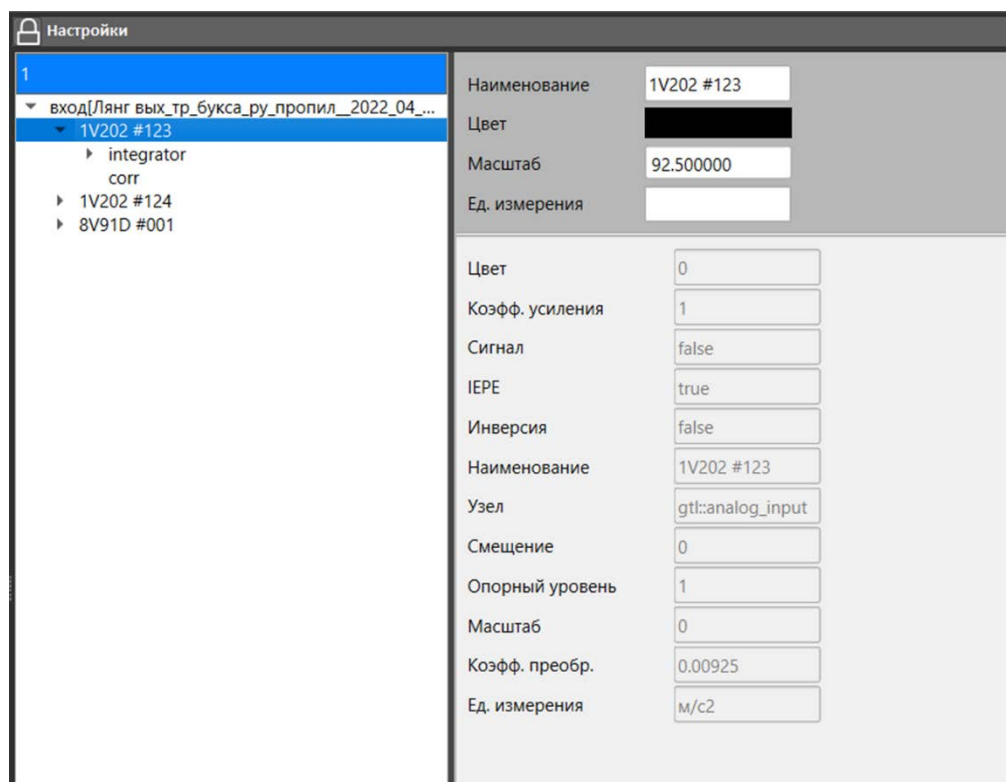 Настройки
1
вход[Лянг вых_тр_букса_ру_пропил__2022_04_...
1V202 #123
integrator
corr
1V202 #124
8V91D #001
Наименование 1V202 #123
Цвет
Масштаб 92.500000
Ед. измерения
Цвет 0
Коэфф. усиления 1
Сигнал false
IEPE true
Инверсия false
Наименование 1V202 #123
Узел gtl::analog_input
Смещение 0
Опорный уровень 1
Масштаб 0
Коэфф. преобр. 0.00925
Ед. измерения м/с2